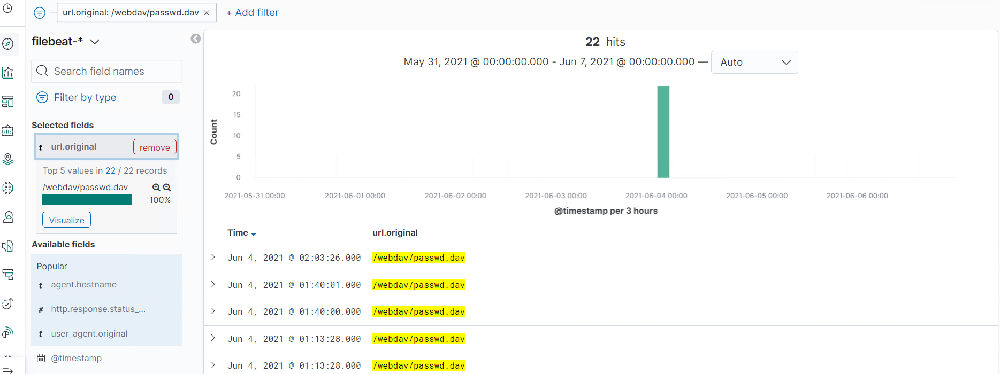 url.original: /webdav/passwd.dav ×
+ Add filter
filebeat-*
Search field names
Filter by type 0
Selected fields
t url.original remove
Top 5 values in 22 / 22 records
/webdav/passwd.dav
100%
Visualize
Available fields
Popular
t agent.hostname
# http.response.status_...
t user_agent.original
@timestamp
22 hits
May 31, 2021 @ 00:00:00.000 - Jun 7, 2021 @ 00:00:00.000 — Auto
Count
20
15
10
5
0
2021-05-31 00:00 2021-06-01 00:00 2021-06-02 00:00 2021-06-03 00:00 2021-06-04 00:00 2021-06-05 00:00 2021-06-06 00:00
@timestamp per 3 hours
Time url.original
Jun 4, 2021 @ 02:03:26.000 /webdav/passwd.dav
Jun 4, 2021 @ 01:40:01.000 /webdav/passwd.dav
Jun 4, 2021 @ 01:40:00.000 /webdav/passwd.dav
Jun 4, 2021 @ 01:13:28.000 /webdav/passwd.dav
Jun 4, 2021 @ 01:13:28.000 /webdav/passwd.dav